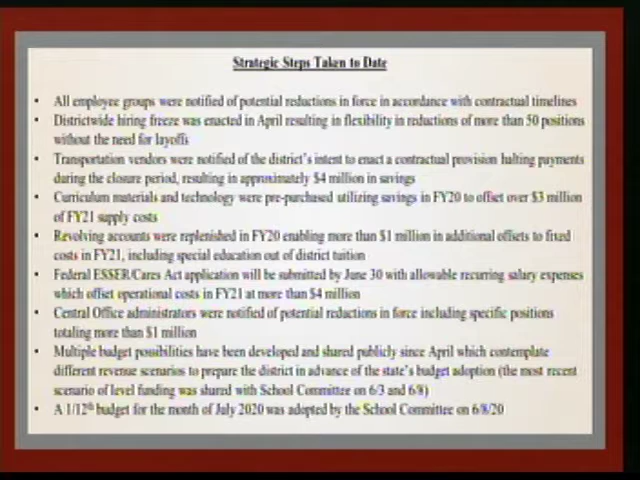 Strategic Steps Taken to Date
• All employee groups were notified of potential reductions in force in accordance with contractual timelines
• Districtwide hiring freeze was enacted in April resulting in flexibility in reductions of more than 50 positions
without the need for layoffs
• Transportation vendors were notified of the district's intent to enact a contractual provision halting payments
during the closure period, resulting in approximately $4 million in savings
• Curriculum materials and technology were pre-purchased utilizing savings in FY20 to offset over $3 million
of FY21 supply costs
• Revolving accounts were replenished in FY20 enabling more than $1 million in additional offsets to fixed
costs in FY21, including special education out of district tuition
• Federal ESSER/Cares Act application will be submitted by June 30 with allowable recurring salary expenses
which offset operational costs in FY21 at more than $4 million
• Central Office administrators were notified of potential reductions in force including specific positions
totaling more than $1 million
• Multiple budget possibilities have been developed and shared publicly since April which contemplate
different revenue scenarios to prepare the district in advance of the state's budget adoption (the most recent
scenario of level funding was shared with School Committee on 6/3 and 6/8)
• A 1/12th budget for the month of July 2020 was adopted by the School Committee on 6/8/20